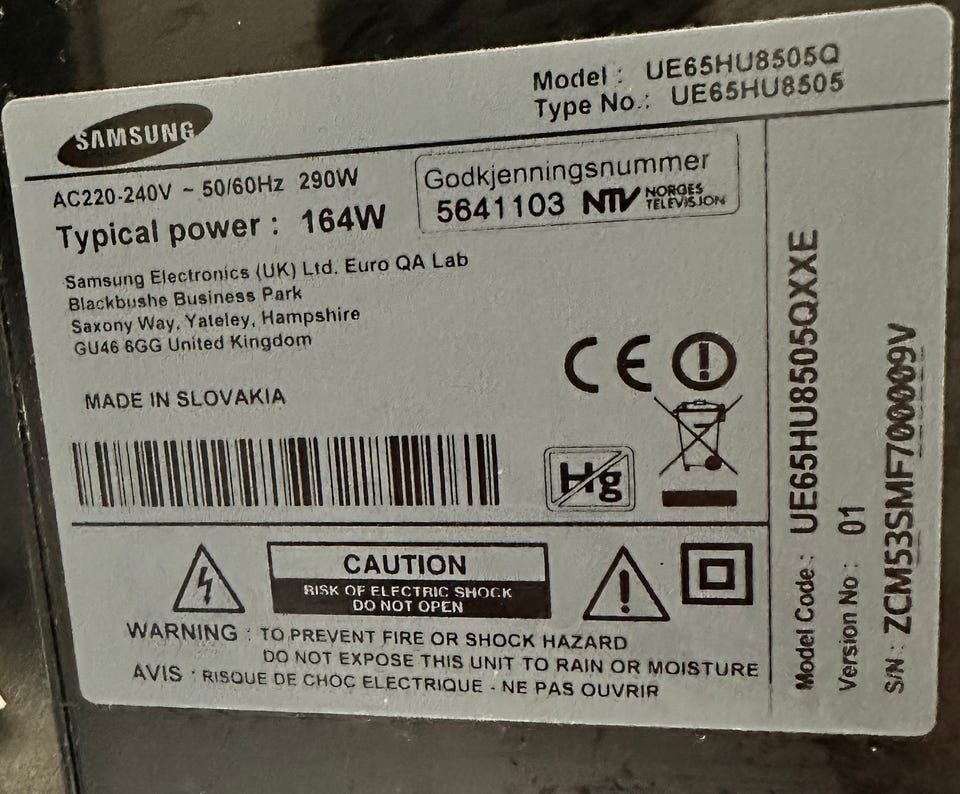 Model : UE65HU8505Q
Type No.: UE65HU8505
SAMSUNG
AC220-240V ~ 50/60Hz 290W
Typical power : 164W
Godkjenningsnummer
5641103 NTV NORGES TELEVISJON
Samsung Electronics (UK) Ltd. Euro QA Lab
Blackbushe Business Park
Saxony Way, Yateley, Hampshire
GU46 6GG United Kingdom
MADE IN SLOVAKIA
CE
Hg
CAUTION
RISK OF ELECTRIC SHOCK
DO NOT OPEN
WARNING : TO PREVENT FIRE OR SHOCK HAZARD
DO NOT EXPOSE THIS UNIT TO RAIN OR MOISTURE
AVIS : RISQUE DE CHOC ELECTRIQUE - NE PAS OUVRIR
Model Code : UE65HU8505QXXE
Version No : 01
S/N : ZCM53SMF700009V